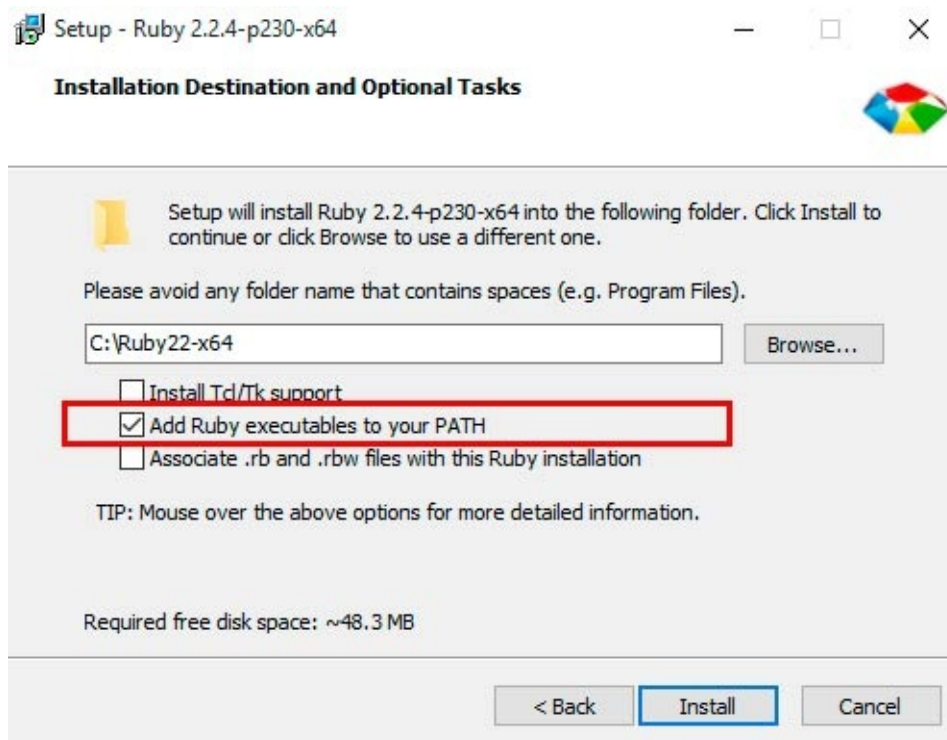 Setup - Ruby 2.2.4-p230-x64
Installation Destination and Optional Tasks
Setup will install Ruby 2.2.4-p230-x64 into the following folder. Click Install to
continue or click Browse to use a different one.
Please avoid any folder name that contains spaces (e.g. Program Files).
C:\Ruby22-x64
Browse...
Install Tcl/Tk support
Add Ruby executables to your PATH
Associate .rb and .rbw files with this Ruby installation
TIP: Mouse over the above options for more detailed information.
Required free disk space: ~48.3 MB
< Back Install Cancel